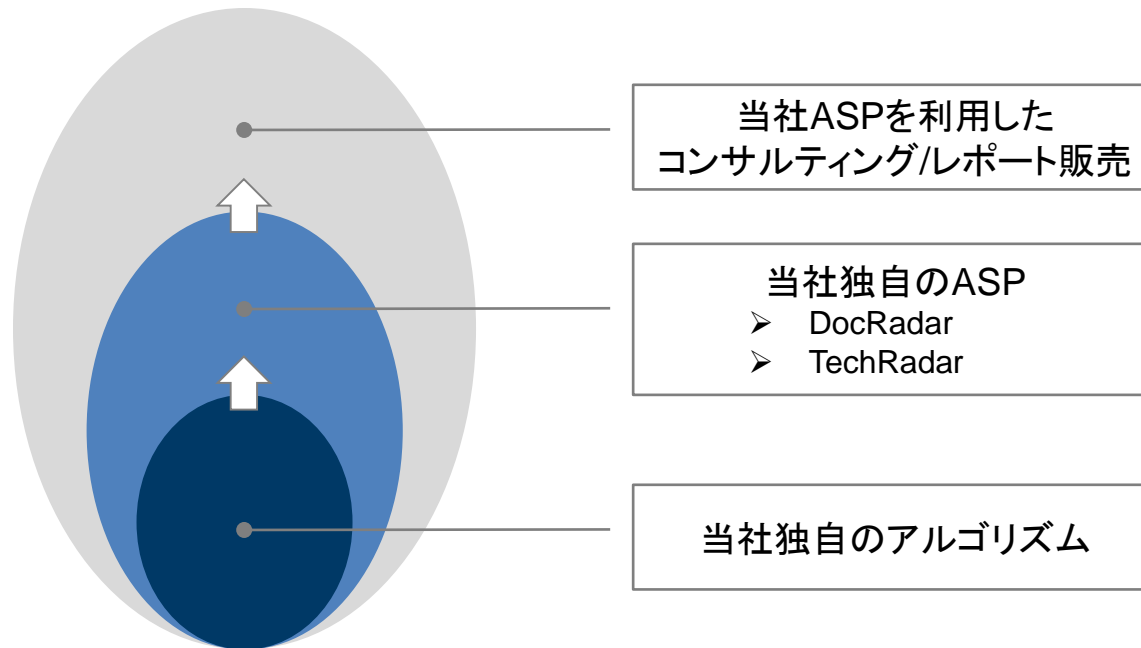 当社ASPを利用した
コンサルティング/レポート販売
当社独自のASP
➢ DocRadar
➢ TechRadar
当社独自のアルゴリズム